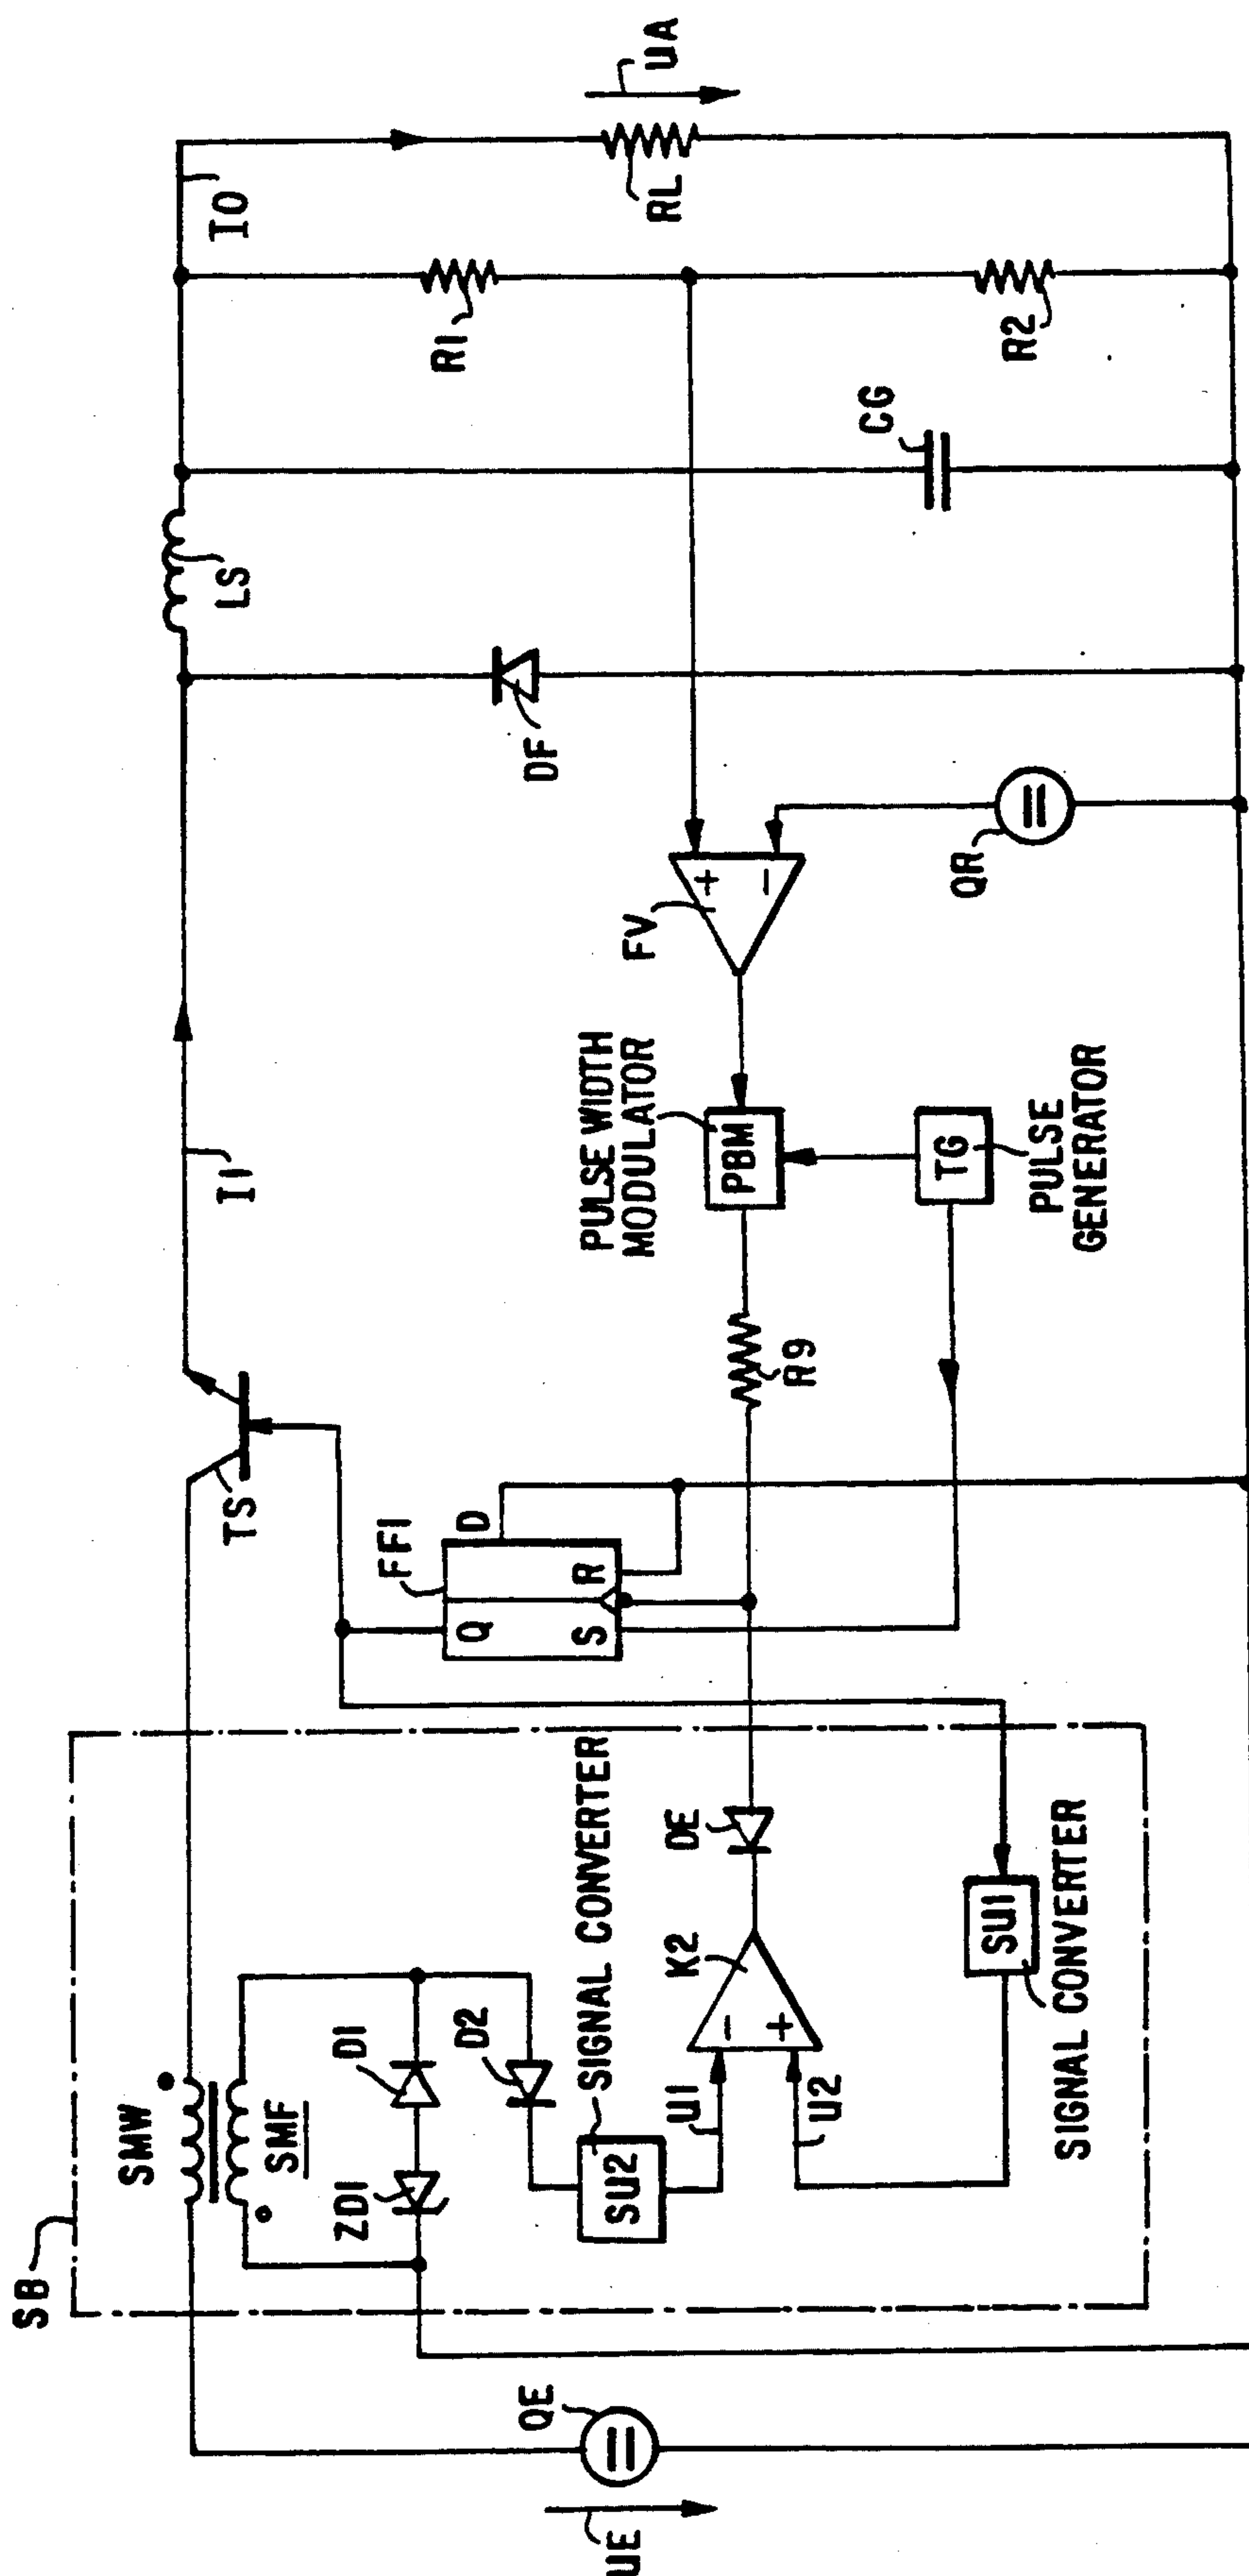 SB
UE
QE
SMW
SMF
ZD1
D1
D2
SU2
SIGNAL CONVERTER
U1
U2
-
+
K2
DE
SU1
SIGNAL CONVERTER
TS
FF1
Q
D
S
R
I1
R9
PULSE WIDTH
MODULATOR
PBM
TG
PULSE
GENERATOR
FV
+
-
QR
DF
LS
CG
R1
R2
IO
RL
UA